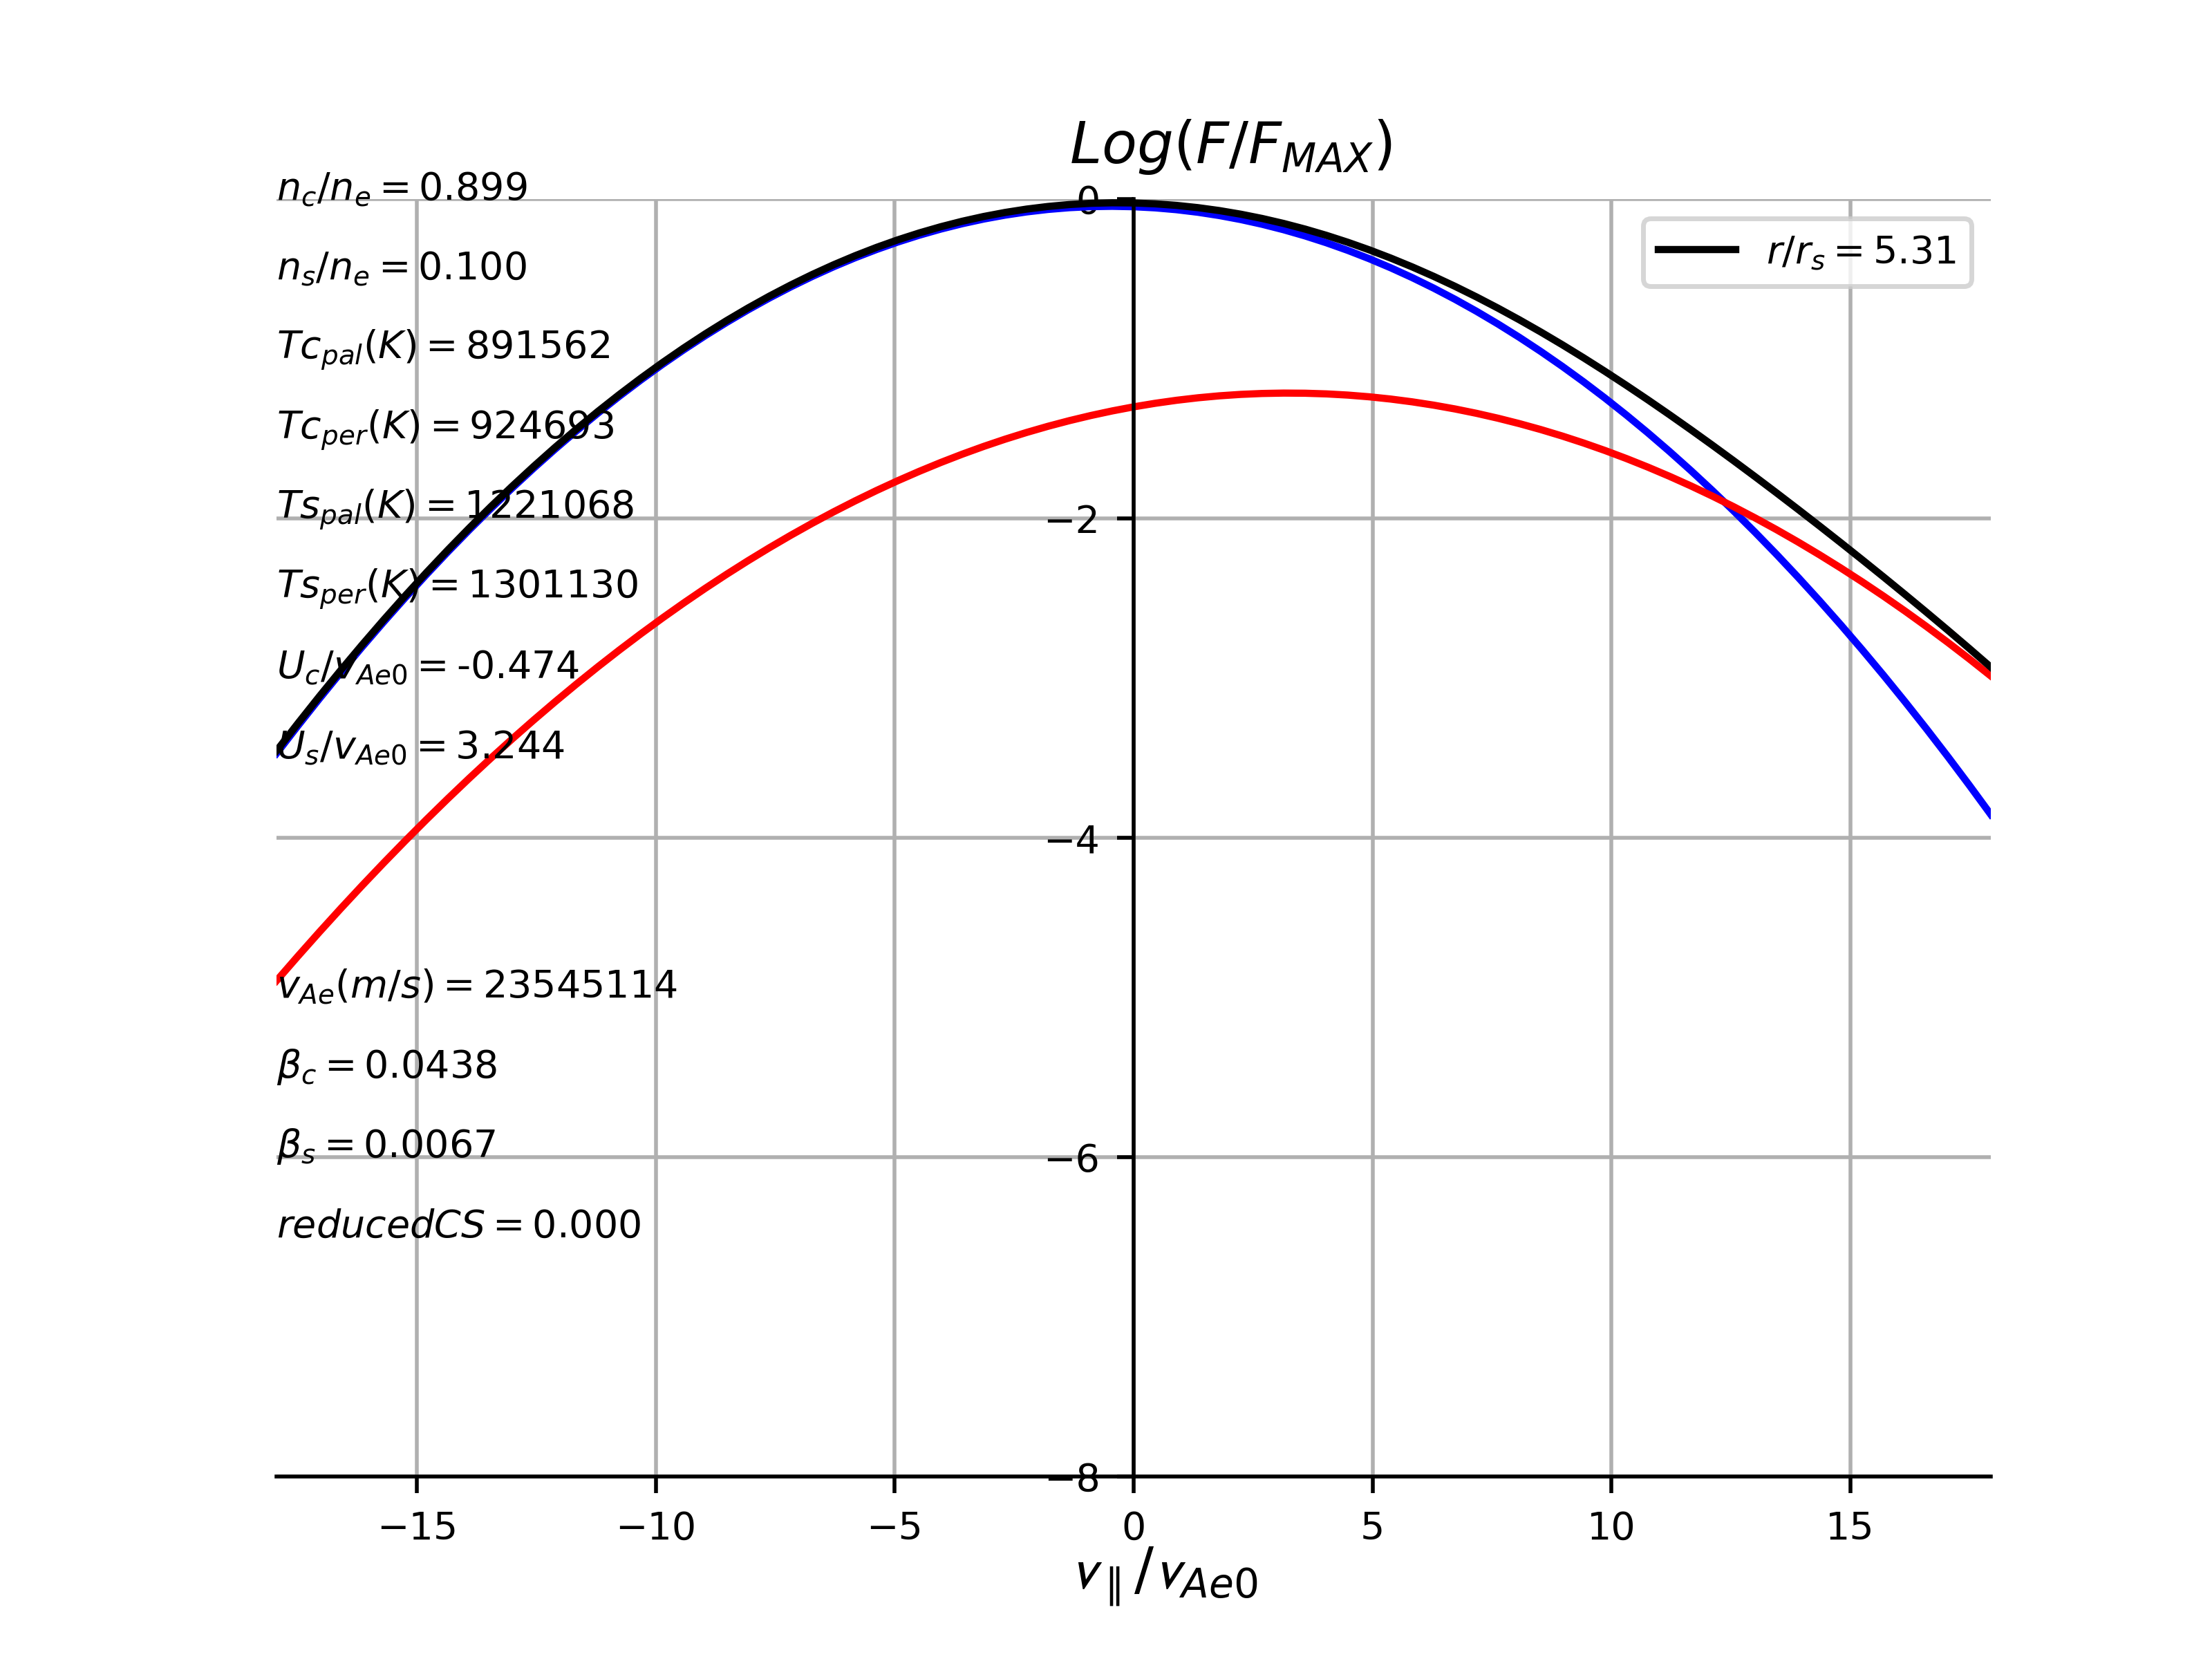 Log(F/F_MAX)
n_c/n_e = 0.899
n_s/n_e = 0.100
Tc_pal(K) = 891562
Tc_per(K) = 924693
Ts_pal(K) = 1221068
Ts_per(K) = 1301130
U_c/v_Ae0 = -0.474
U_s/v_Ae0 = 3.244
v_Ae(m/s) = 23545114
β_c = 0.0438
β_s = 0.0067
reducedCS = 0.000
r/r_s = 5.31
0
−2
−4
−6
−8
−15 −10 −5 0 5 10 15
v_∥/v_Ae0